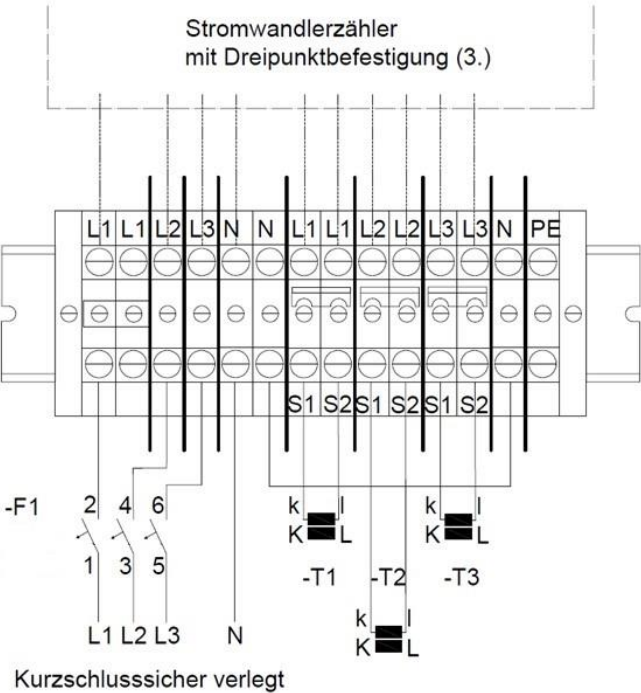 Stromwandlerzähler
mit Dreipunktbefestigung (3.)
L1 L1 L2 L3 N N L1 L1 L2 L2 L3 L3 N PE
S1 S2 S1 S2 S1 S2
-F1 2 4 6 k l k l
1 3 5 K L K L
-T1 -T2 -T3
k l
L1 L2 L3 N K L
Kurzschlusssicher verlegt